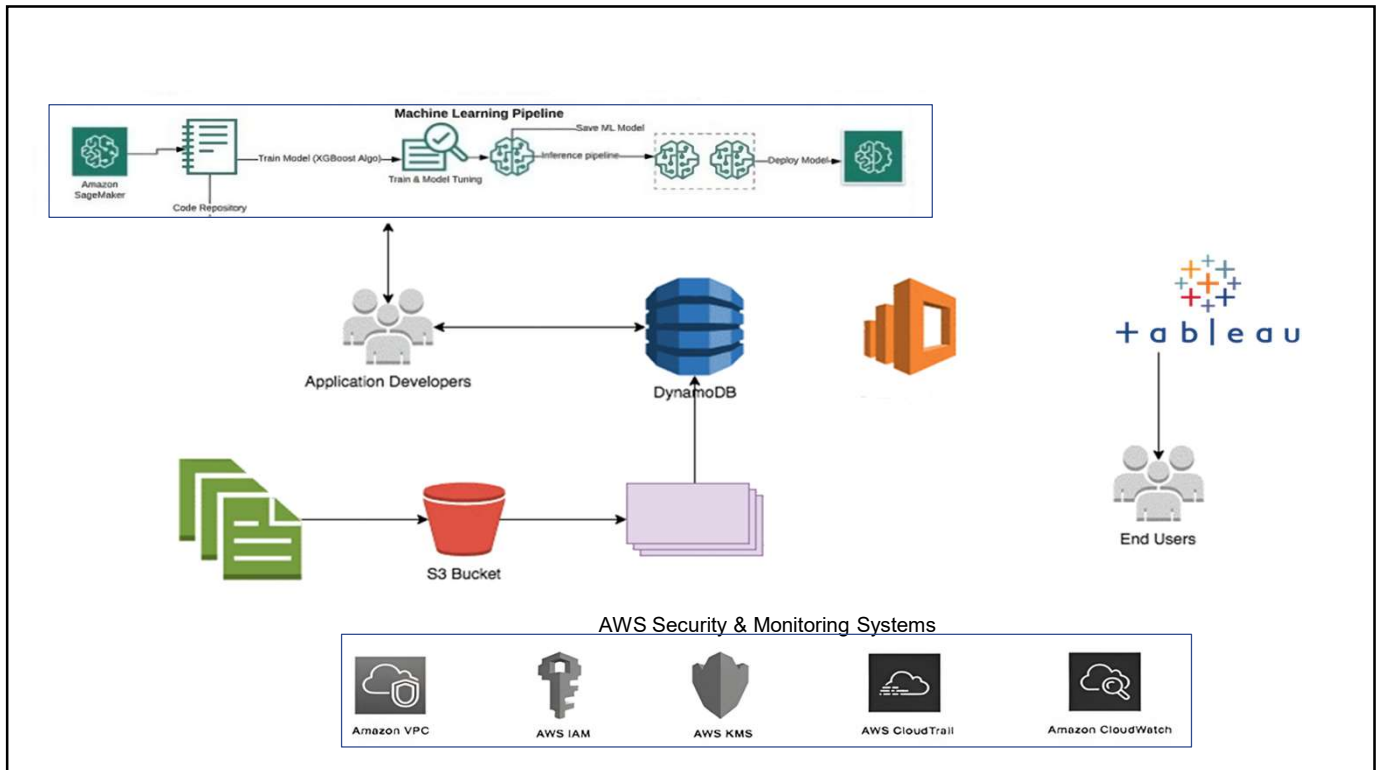 Machine Learning Pipeline
Save ML Model
Train Model (XGBoost Algo)
Inference pipeline
Deploy Model
Train & Model Tuning
Amazon
SageMaker
Code Repository
Application Developers
DynamoDB
tableau
S3 Bucket
End Users
AWS Security & Monitoring Systems
Amazon VPC
AWS IAM
AWS KMS
AWS CloudTrail
Amazon CloudWatch